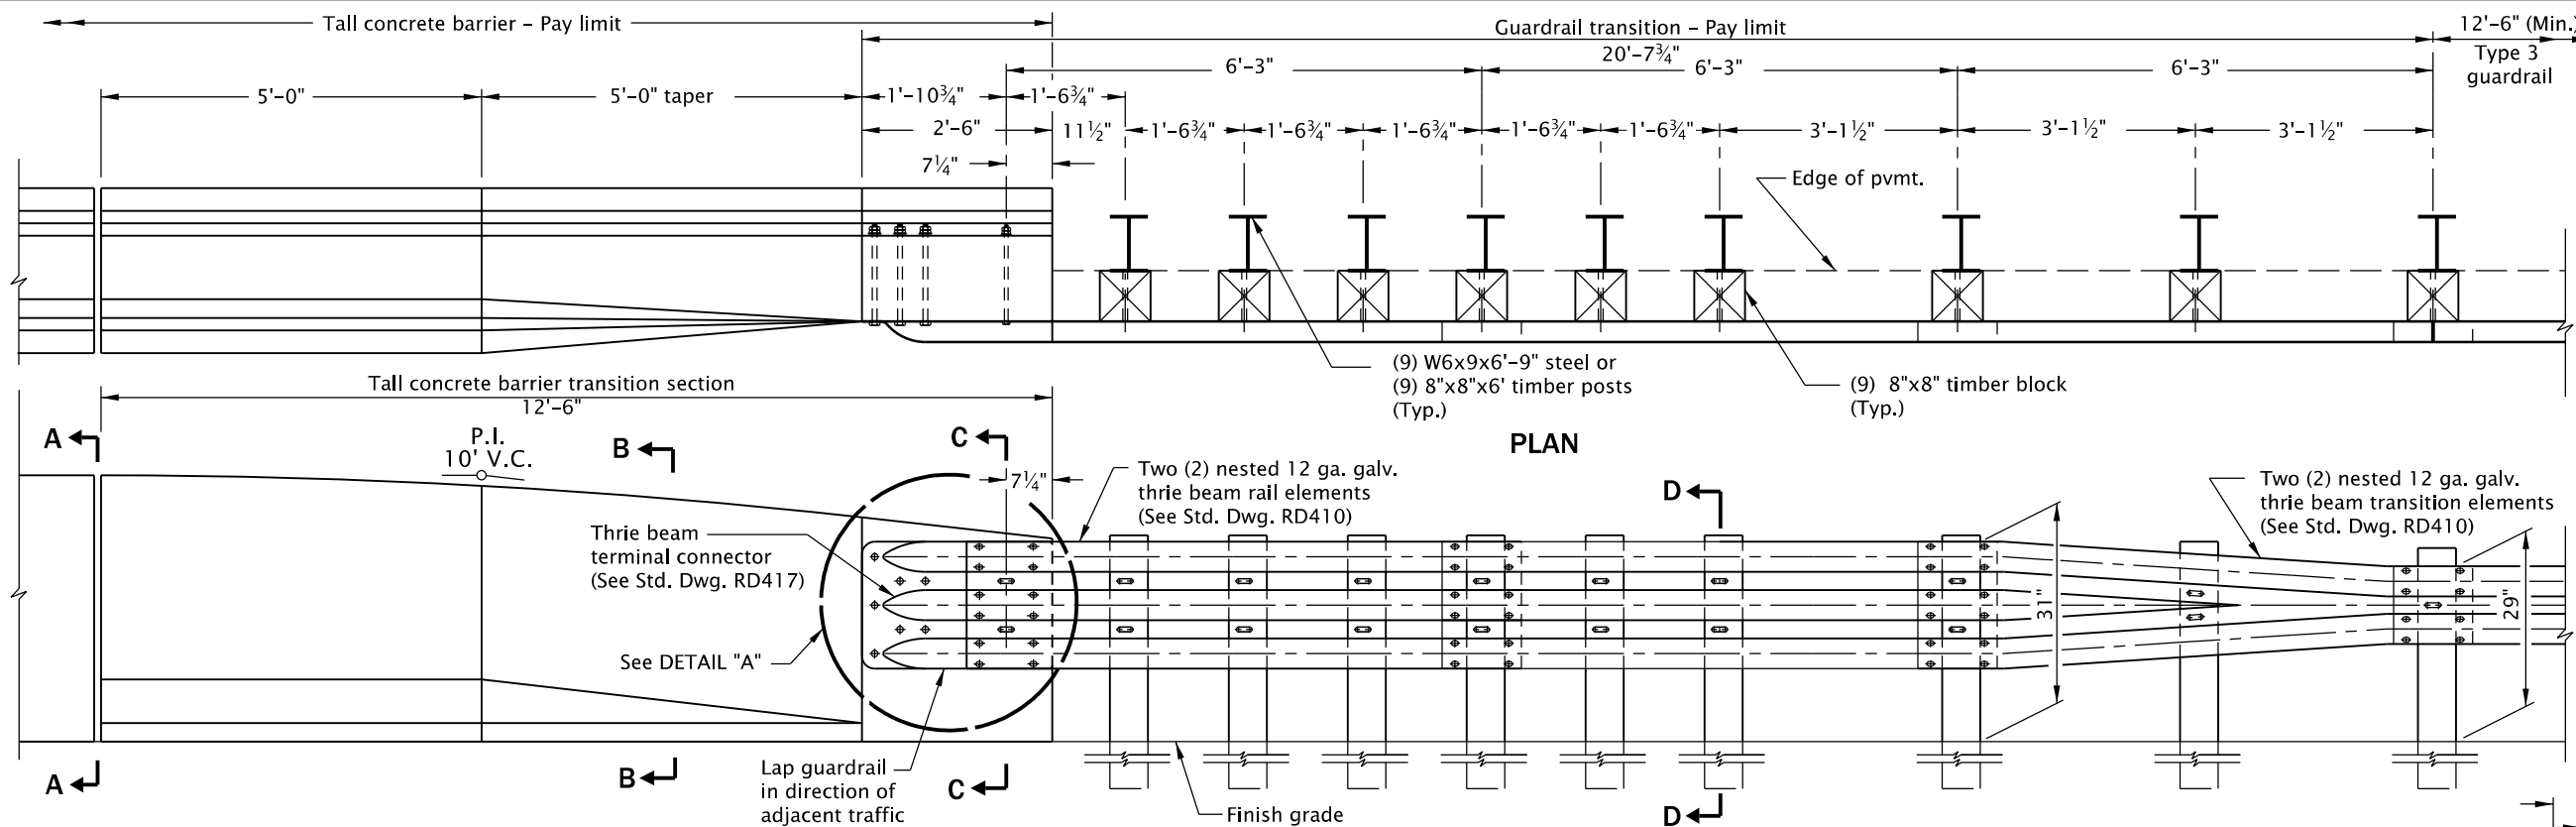 Tall concrete barrier – Pay limit
Guardrail transition – Pay limit
20'–7¾"
12'–6" (Min.)
Type 3
guardrail
6'–3"
6'–3"
6'–3"
5'–0"
5'–0" taper
1'–10¾"
1'–6¾"
2'–6"
11½"
1'–6¾"
1'–6¾"
1'–6¾"
1'–6¾"
1'–6¾"
3'–1½"
3'–1½"
3'–1½"
7¼"
Edge of pvmt.
(9) W6x9x6'–9" steel or
(9) 8"x8"x6' timber posts
(Typ.)
(9) 8"x8" timber block
(Typ.)
PLAN
Tall concrete barrier transition section
12'–6"
A
P.I.
10' V.C.
B
C
7¼"
Two (2) nested 12 ga. galv.
thrie beam rail elements
(See Std. Dwg. RD410)
D
Two (2) nested 12 ga. galv.
thrie beam transition elements
(See Std. Dwg. RD410)
Thrie beam
terminal connector
(See Std. Dwg. RD417)
31"
29"
See DETAIL "A"
A
B
Lap guardrail
in direction of
adjacent traffic
C
Finish grade
D